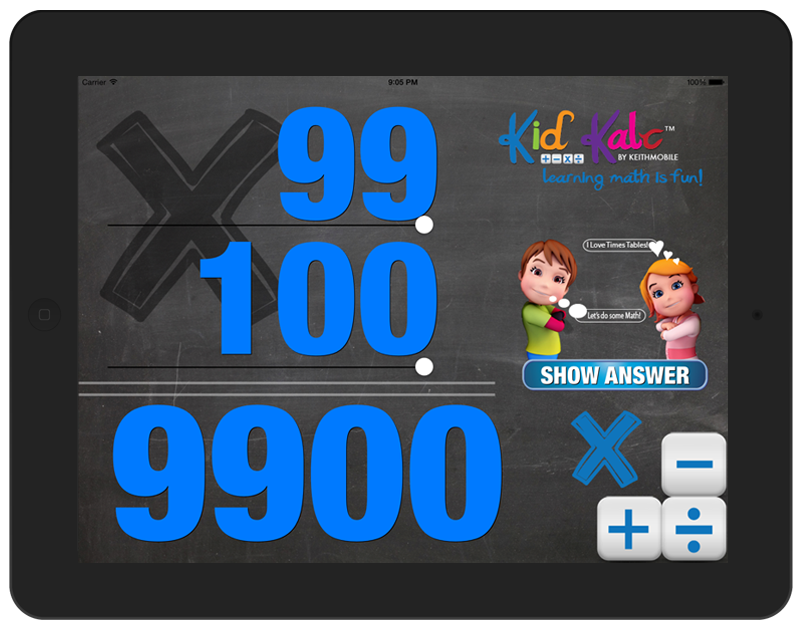 Carrier 9:05 PM 100%
X 99
100
9900
Kid Kalc™
+ − × ÷ BY KEITHMOBILE
learning math is fun!
I Love Times Tables!
Let's do some Math!
SHOW ANSWER
X −
+ ÷